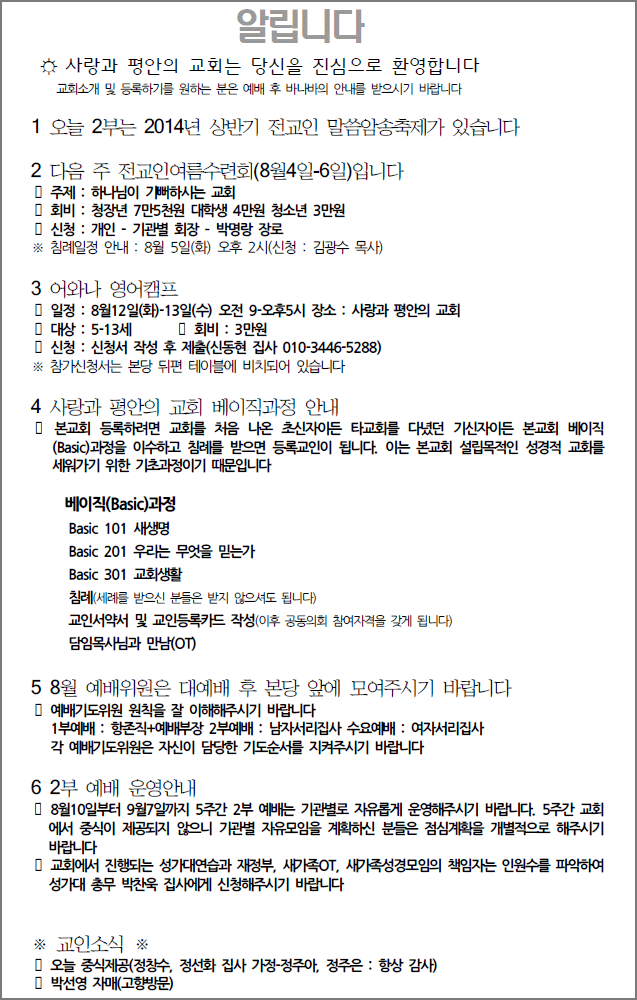 알립니다
☼ 사랑과 평안의 교회는 당신을 진심으로 환영합니다
교회소개 및 등록하기를 원하는 분은 예배 후 바나바의 안내를 받으시기 바랍니다
1 오늘 2부는 2014년 상반기 전교인 말씀암송축제가 있습니다
2 다음 주 전교인여름수련회(8월4일-6일)입니다
▯ 주제 : 하나님이 기뻐하시는 교회
▯ 회비 : 청장년 7만5천원 대학생 4만원 청소년 3만원
▯ 신청 : 개인 - 기관별 회장 - 박명랑 장로
※ 침례일정 안내 : 8월 5일(화) 오후 2시(신청 : 김광수 목사)
3 어와나 영어캠프
▯ 일정 : 8월12일(화)-13일(수) 오전 9-오후5시 장소 : 사랑과 평안의 교회
▯ 대상 : 5-13세 ▯ 회비 : 3만원
▯ 신청 : 신청서 작성 후 제출(신동현 집사 010-3446-5288)
※ 참가신청서는 본당 뒤편 테이블에 비치되어 있습니다
4 사랑과 평안의 교회 베이직과정 안내
▯ 본교회 등록하려면 교회를 처음 나온 초신자이든 타교회를 다녔던 기신자이든 본교회 베이직
(Basic)과정을 이수하고 침례를 받으면 등록교인이 됩니다. 이는 본교회 설립목적인 성경적 교회를
세워가기 위한 기초과정이기 때문입니다
베이직(Basic)과정
Basic 101 새생명
Basic 201 우리는 무엇을 믿는가
Basic 301 교회생활
침례(세례를 받으신 분들은 받지 않으셔도 됩니다)
교인서약서 및 교인등록카드 작성(이후 공동의회 참여자격을 갖게 됩니다)
담임목사님과 만남(OT)
5 8월 예배위원은 대예배 후 본당 앞에 모여주시기 바랍니다
▯ 예배기도위원 원칙을 잘 이해해주시기 바랍니다
1부예배 : 항존직+예배부장 2부예배 : 남자서리집사 수요예배 : 여자서리집사
각 예배기도위원은 자신이 담당한 기도순서를 지켜주시기 바랍니다
6 2부 예배 운영안내
▯ 8월10일부터 9월7일까지 5주간 2부 예배는 기관별로 자유롭게 운영해주시기 바랍니다. 5주간 교회
에서 중식이 제공되지 않으니 기관별 자유모임을 계획하신 분들은 점심계획을 개별적으로 해주시기
바랍니다
▯ 교회에서 진행되는 성가대연습과 재정부, 새가족OT, 새가족성경모임의 책임자는 인원수를 파악하여
성가대 총무 박찬욱 집사에게 신청해주시기 바랍니다
※ 교인소식 ※
▯ 오늘 중식제공(정창수, 정선화 집사 가정-정주아, 정주은 : 항상 감사)
▯ 박선영 자매(고향방문)